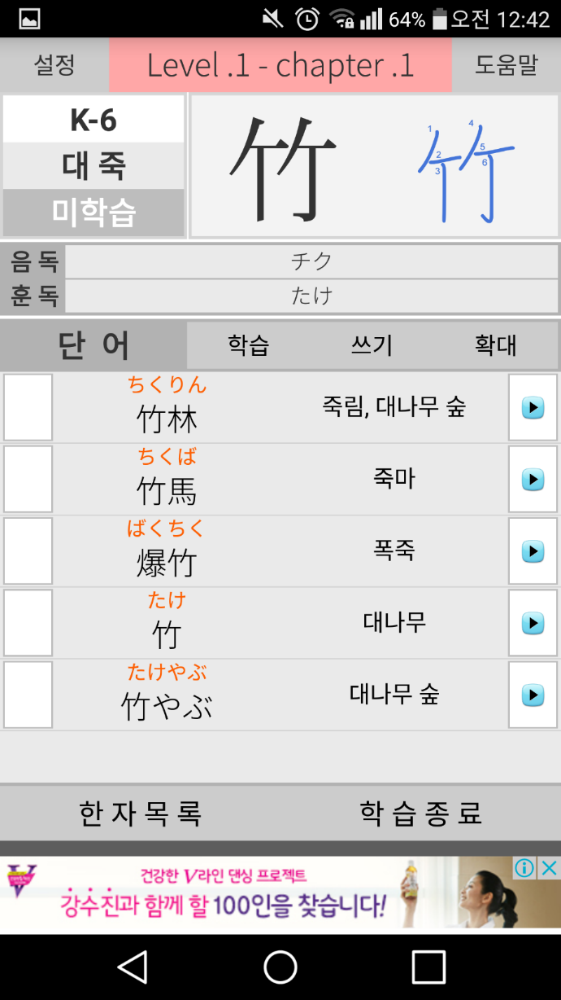 64% 오전 12:42
설정 Level .1 - chapter .1 도움말
K-6
대 죽
미학습
竹
1 2 3 4 5 6
음 독 チク
훈 독 たけ
단 어 학습 쓰기 확대
ちくりん
竹林 죽림, 대나무 숲
ちくば
竹馬 죽마
ばくちく
爆竹 폭죽
たけ
竹 대나무
たけやぶ
竹やぶ 대나무 숲
한 자 목 록 학 습 종 료
건강한 V라인 댄싱 프로젝트
강수진과 함께 할 100인을 찾습니다!